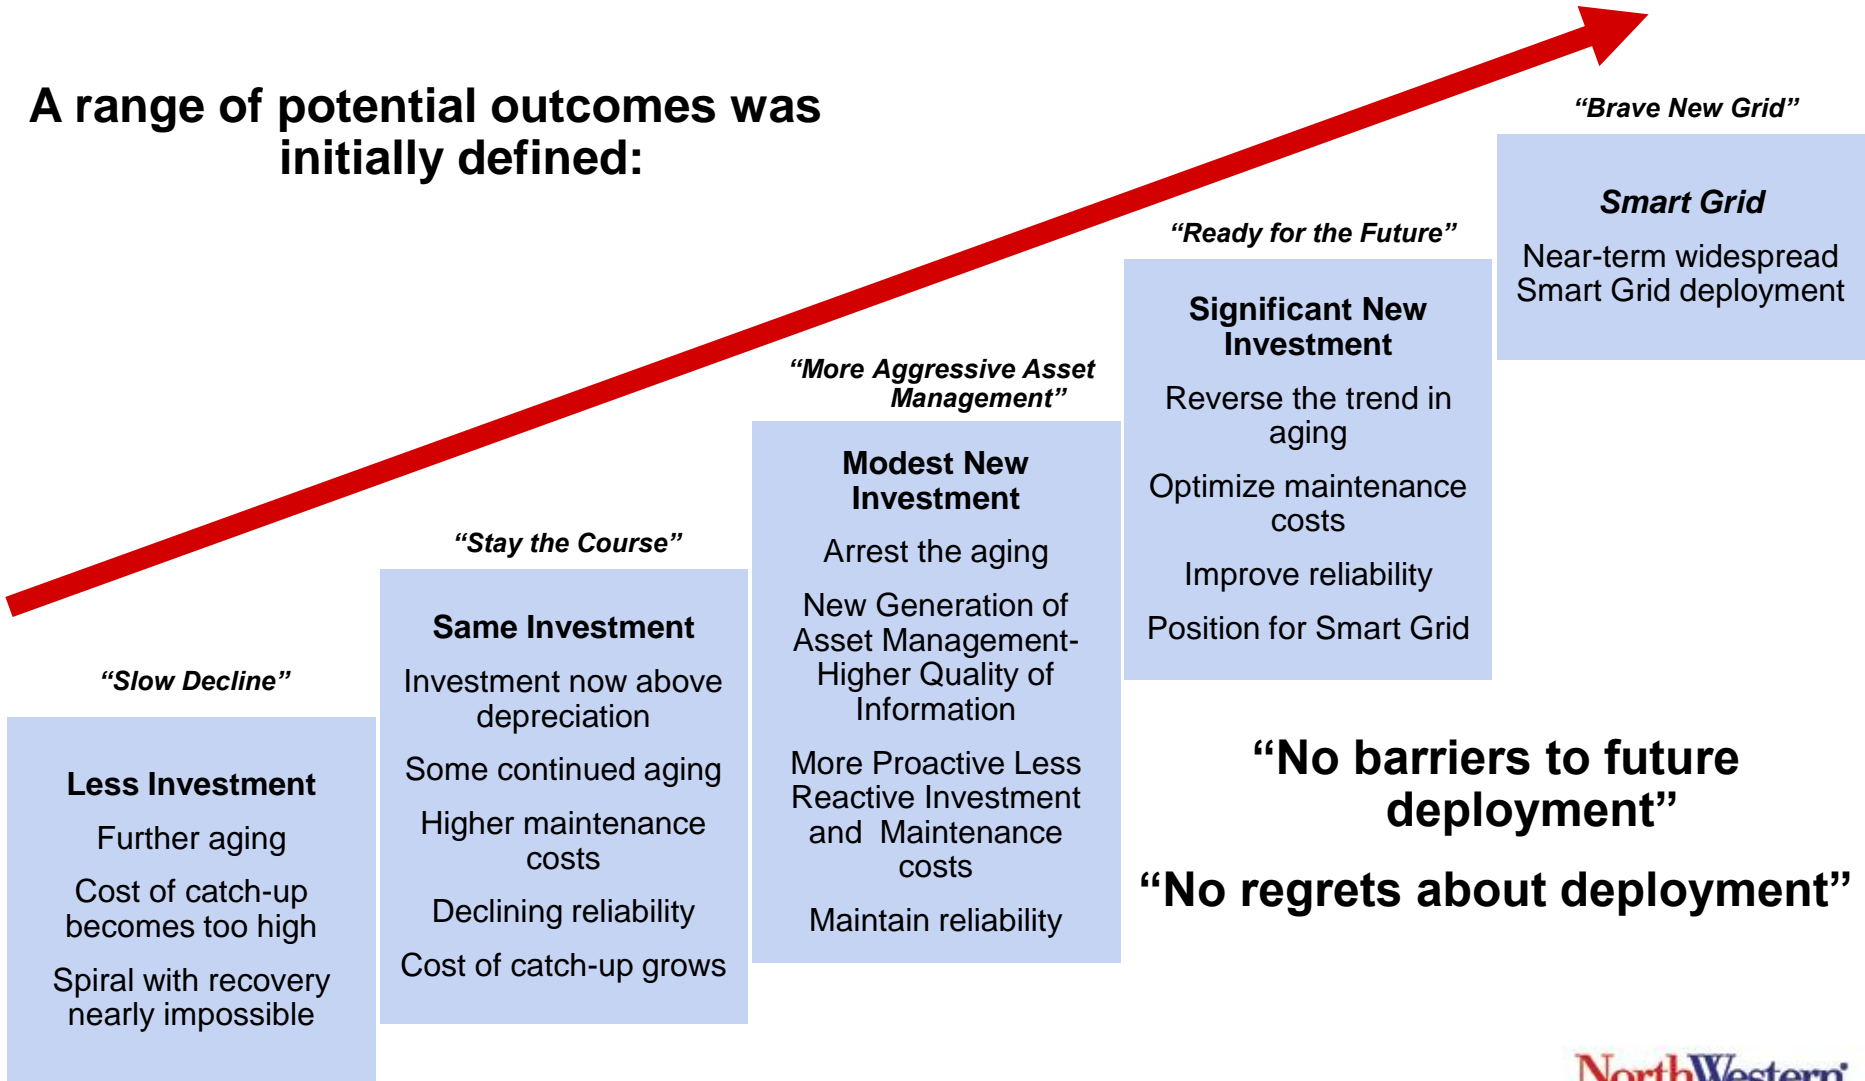 A range of potential outcomes was
initially defined:
“Slow Decline”
Less Investment
Further aging
Cost of catch-up
becomes too high
Spiral with recovery
nearly impossible
“Stay the Course”
Same Investment
Investment now above
depreciation
Some continued aging
Higher maintenance
costs
Declining reliability
Cost of catch-up grows
“More Aggressive Asset
Management”
Modest New
Investment
Arrest the aging
New Generation of
Asset Management-
Higher Quality of
Information
More Proactive Less
Reactive Investment
and Maintenance
costs
Maintain reliability
“Ready for the Future”
Significant New
Investment
Reverse the trend in
aging
Optimize maintenance
costs
Improve reliability
Position for Smart Grid
“Brave New Grid”
Smart Grid
Near-term widespread
Smart Grid deployment
“No barriers to future
deployment”
“No regrets about deployment”
NorthWestern